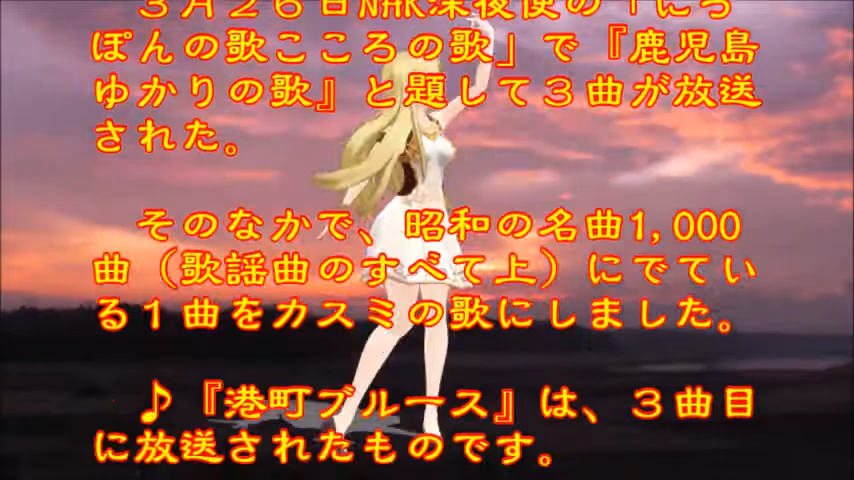 ３月２６日NHK深夜便の「にっ
ぽんの歌こころの歌」で『鹿児島
ゆかりの歌』と題して３曲が放送
された。
そのなかで、昭和の名曲1,000
曲（歌謡曲のすべて上）にでてい
る１曲をカスミの歌にしました。
♪『港町ブルース』は、３曲目
に放送されたものです。